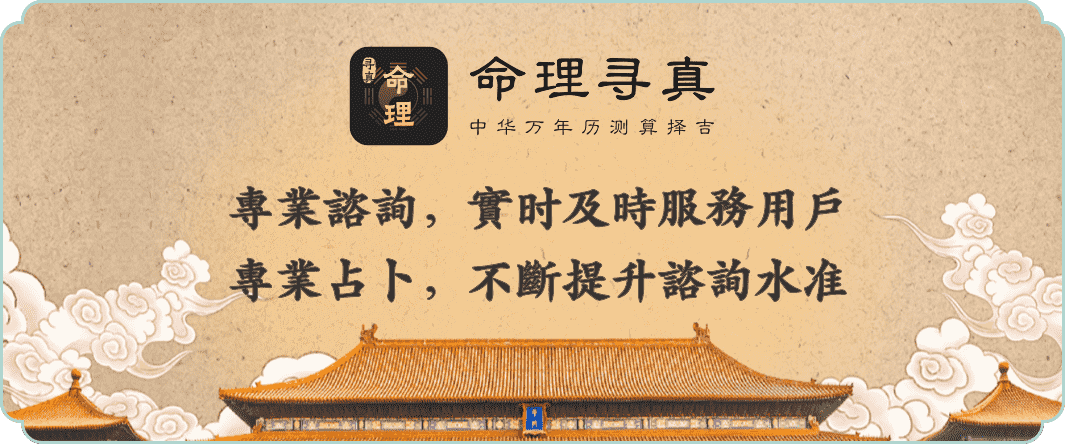 寻真
命理
命理寻真
中华万年历测算择吉
專業諮詢，實时及時服務用戶
專業占卜，不斷提升諮詢水准